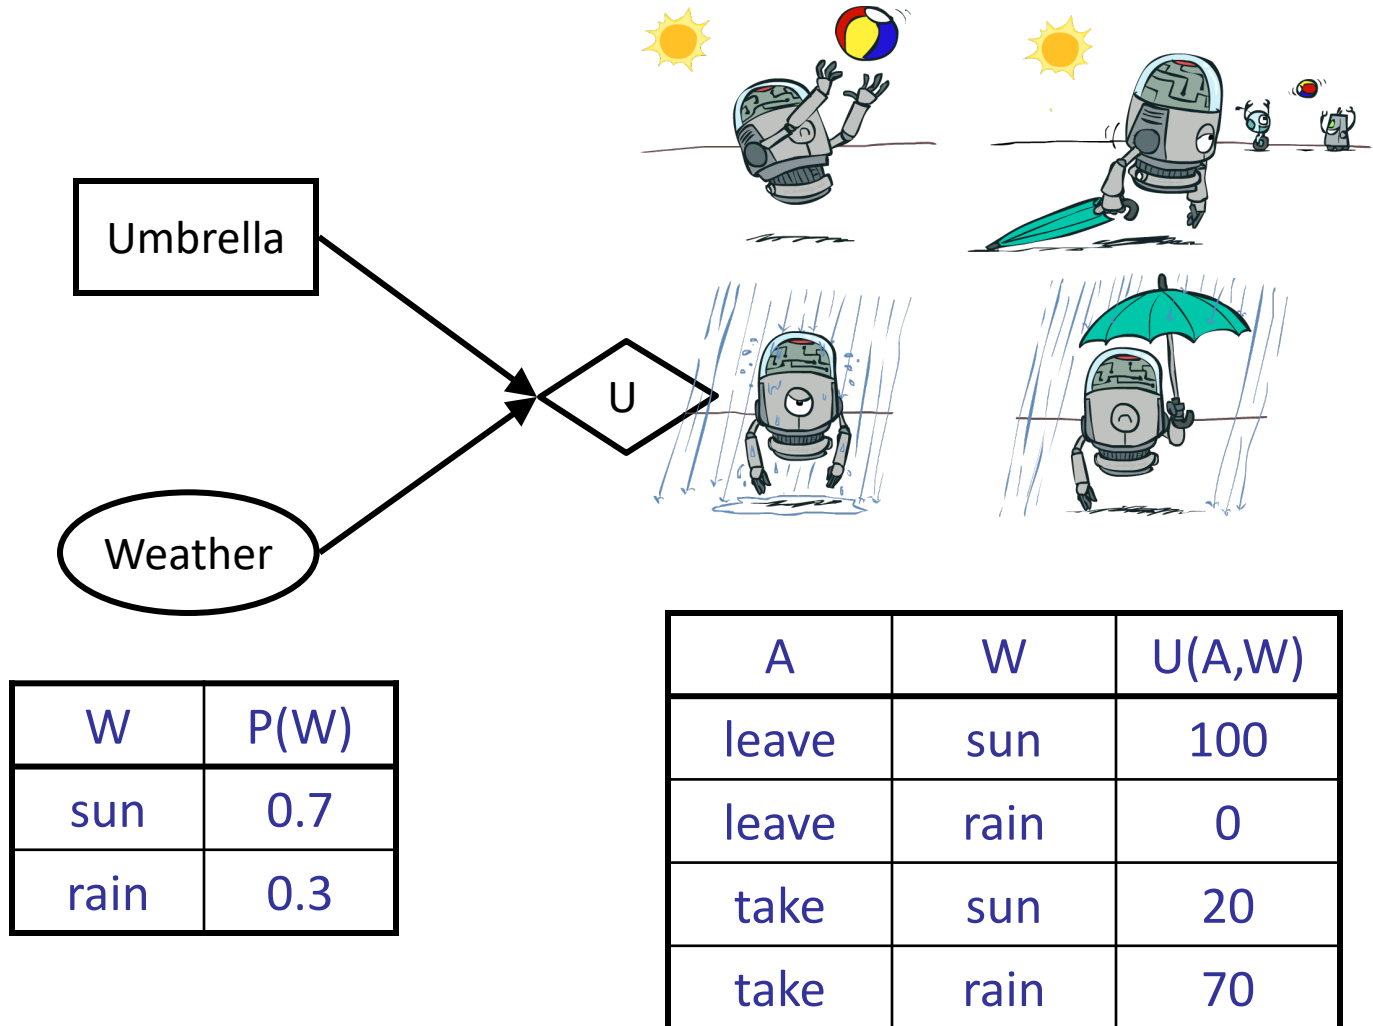 Umbrella
U
Weather
W P(W)
sun 0.7
rain 0.3
A W U(A,W)
leave sun 100
leave rain 0
take sun 20
take rain 70